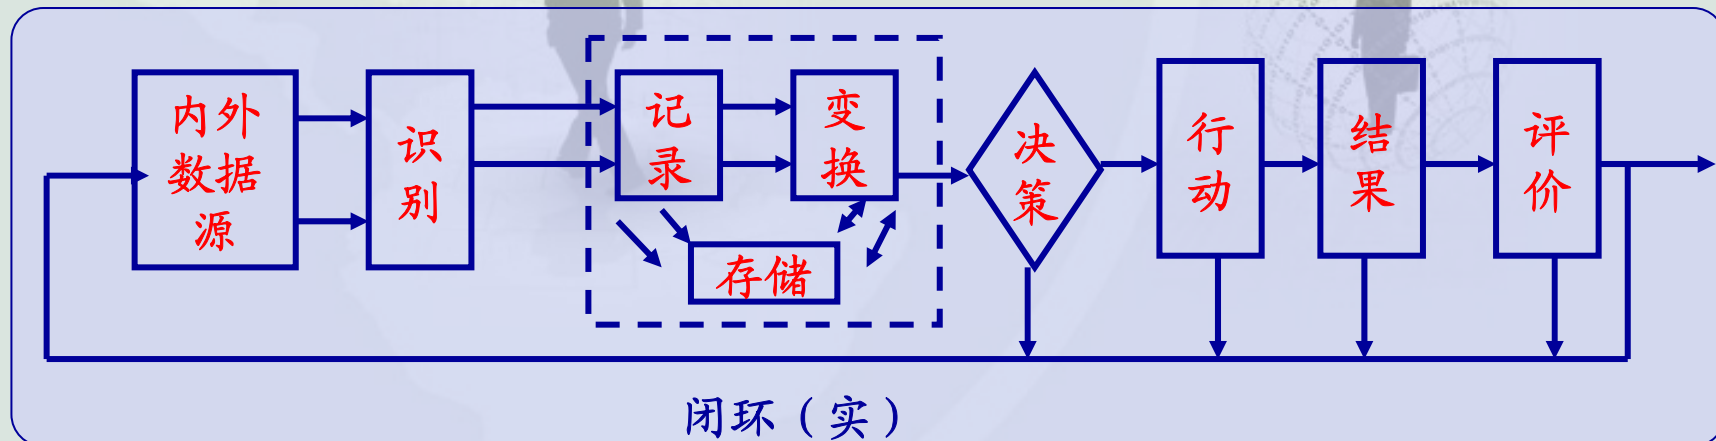 内外
数据
源
识
别
记
录
变
换
存储
决
策
行
动
结
果
评
价
闭环（实）